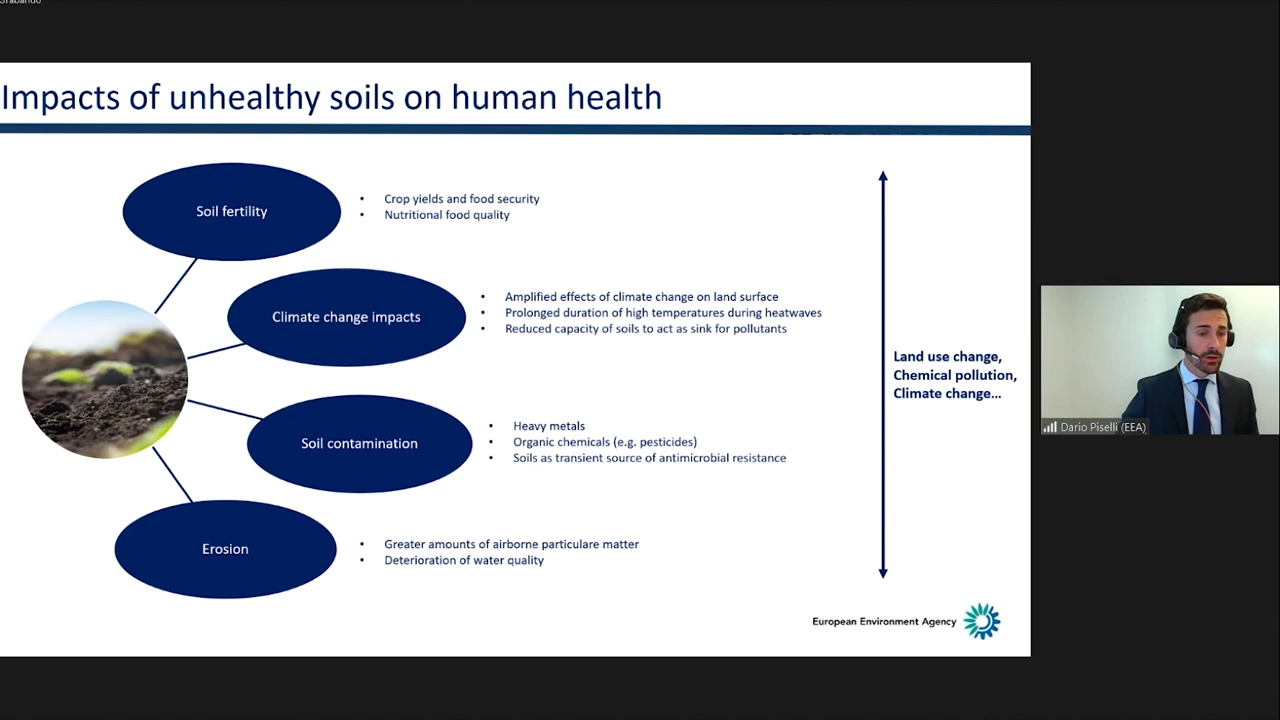 Grabando
Impacts of unhealthy soils on human health
Soil fertility
• Crop yields and food security
• Nutritional food quality
Climate change impacts
• Amplified effects of climate change on land surface
• Prolonged duration of high temperatures during heatwaves
• Reduced capacity of soils to act as sink for pollutants
Soil contamination
• Heavy metals
• Organic chemicals (e.g. pesticides)
• Soils as transient source of antimicrobial resistance
Erosion
• Greater amounts of airborne particulare matter
• Deterioration of water quality
Land use change,
Chemical pollution,
Climate change...
European Environment Agency
Dario Piselli (EEA)